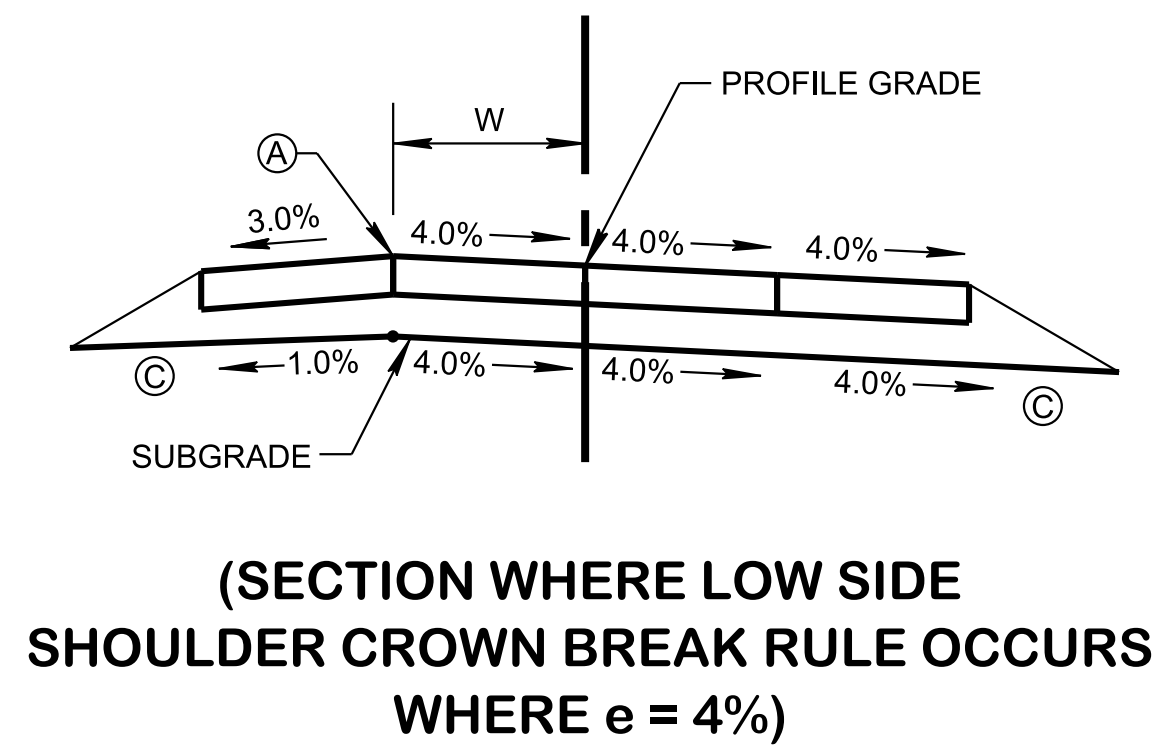 PROFILE GRADE
W
A
3.0%
4.0%
4.0%
4.0%
C
1.0%
4.0%
4.0%
4.0%
C
SUBGRADE
(SECTION WHERE LOW SIDE
SHOULDER CROWN BREAK RULE OCCURS
WHERE e = 4%)